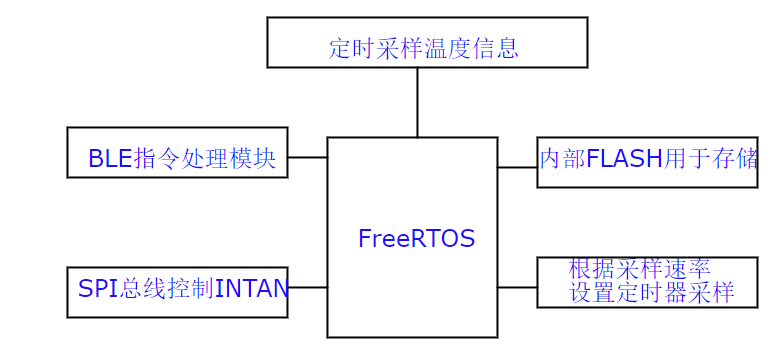 定时采样温度信息
BLE指令处理模块
内部FLASH用于存储
FreeRTOS
SPI总线控制INTAN
根据采样速率
设置定时器采样